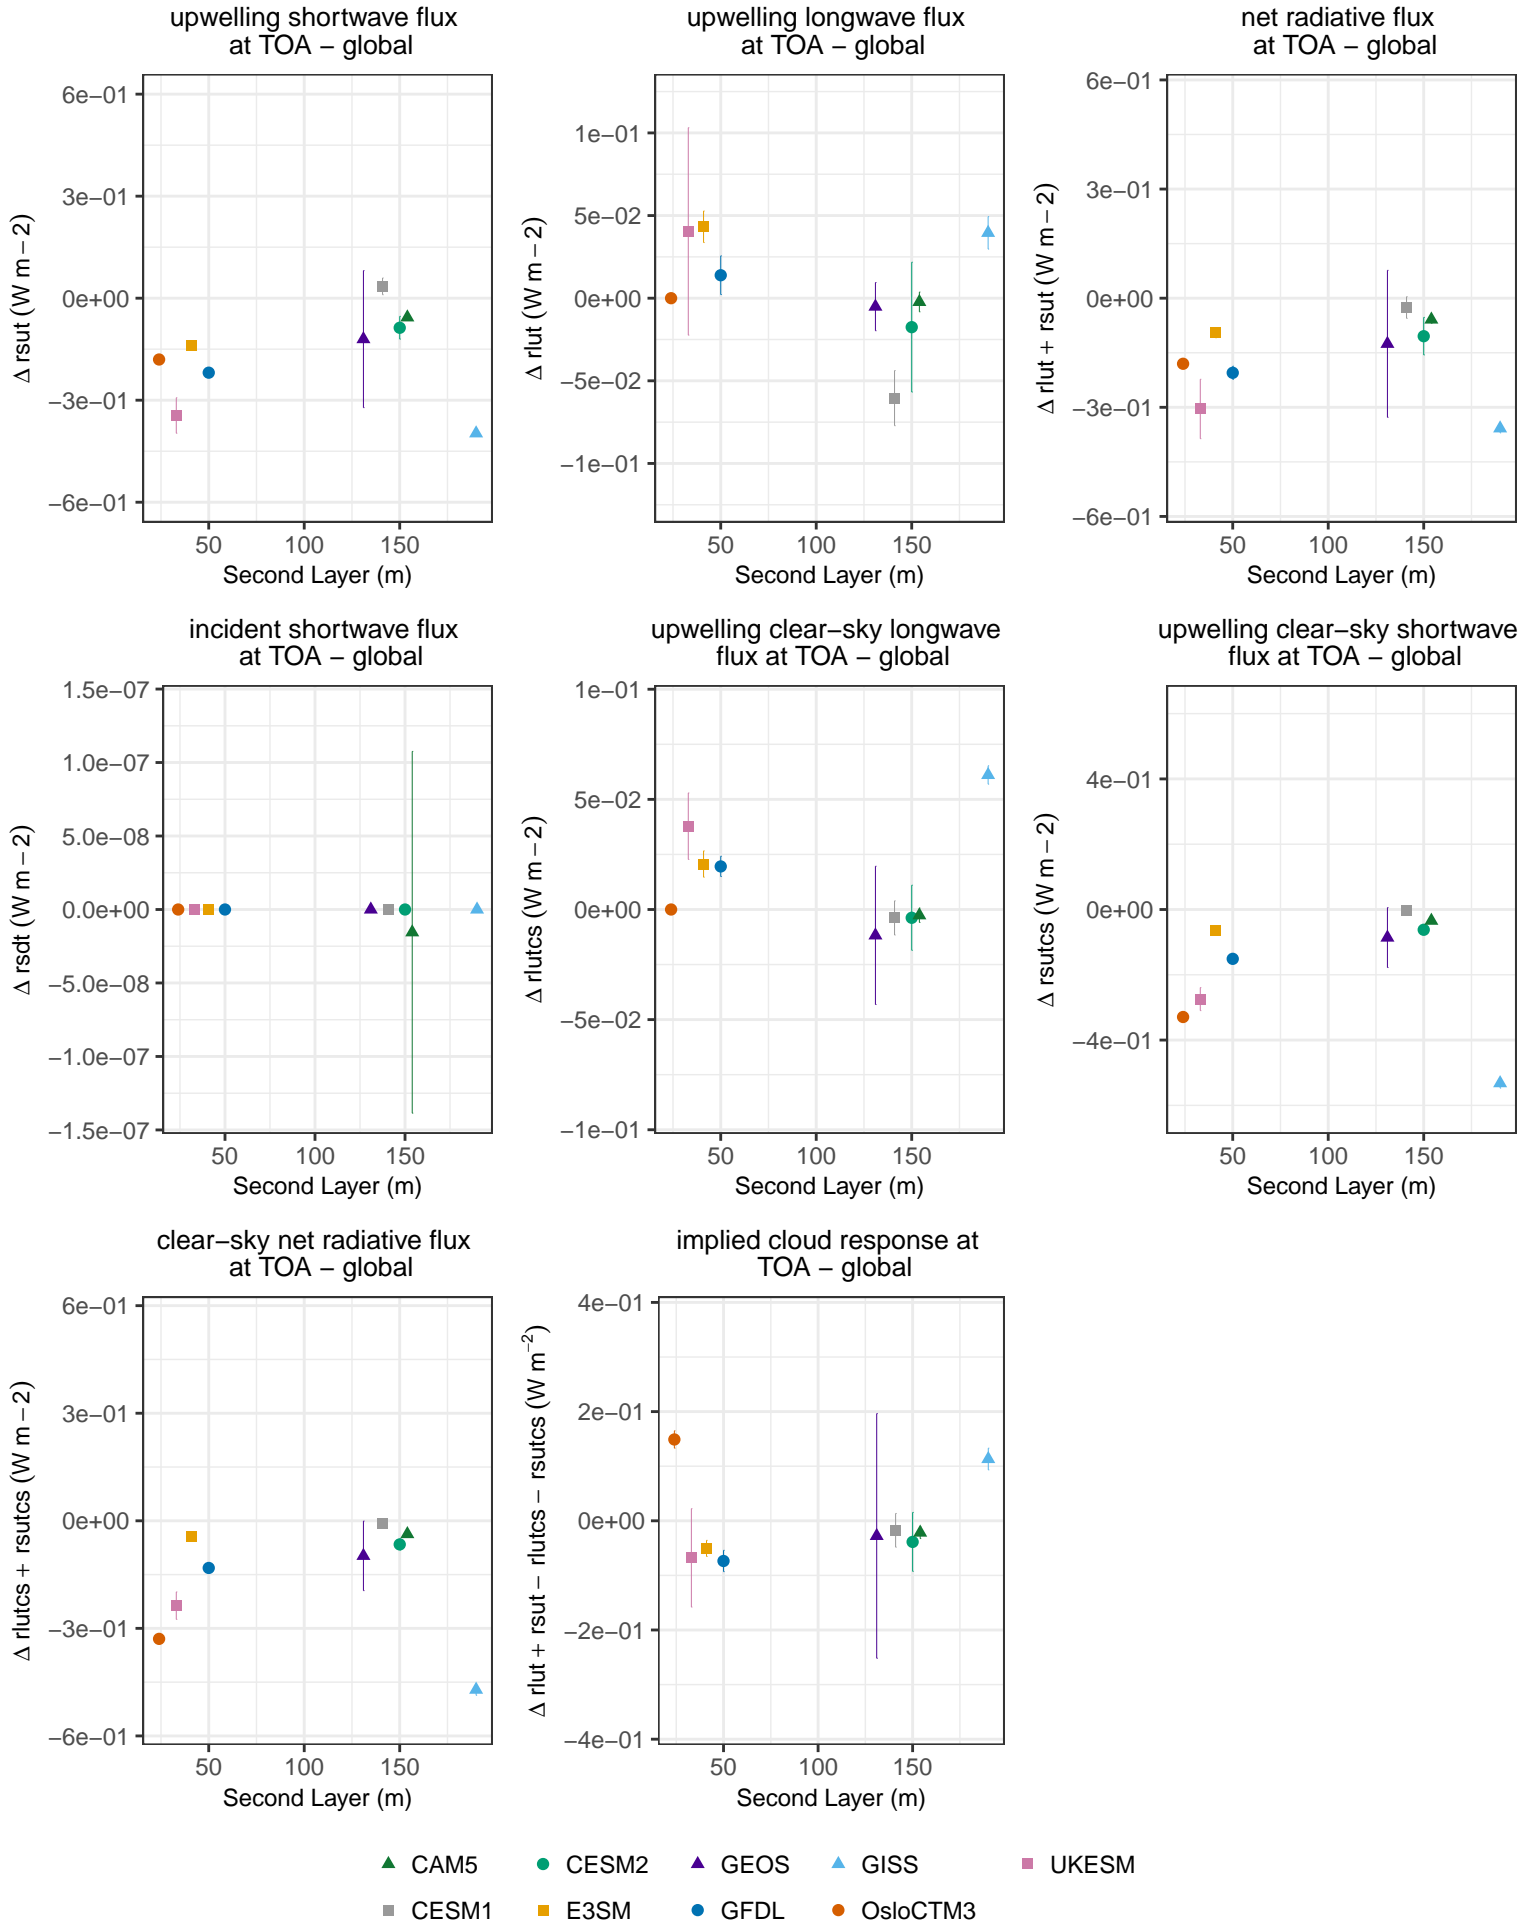 upwelling shortwave flux
at TOA − global
6e−01
3e−01
0e+00
−3e−01
−6e−01
Δ rsut (W m − 2)
50 100 150
Second Layer (m)
upwelling longwave flux
at TOA − global
1e−01
5e−02
0e+00
−5e−02
−1e−01
Δ rlut (W m − 2)
50 100 150
Second Layer (m)
net radiative flux
at TOA − global
6e−01
3e−01
0e+00
−3e−01
−6e−01
Δ rlut + rsut (W m − 2)
50 100 150
Second Layer (m)
incident shortwave flux
at TOA − global
1.5e−07
1.0e−07
5.0e−08
0.0e+00
−5.0e−08
−1.0e−07
−1.5e−07
Δ rsdt (W m − 2)
50 100 150
Second Layer (m)
upwelling clear−sky longwave
flux at TOA − global
1e−01
5e−02
0e+00
−5e−02
−1e−01
Δ rlutcs (W m − 2)
50 100 150
Second Layer (m)
upwelling clear−sky shortwave
flux at TOA − global
4e−01
0e+00
−4e−01
Δ rsutcs (W m − 2)
50 100 150
Second Layer (m)
clear−sky net radiative flux
at TOA − global
6e−01
3e−01
0e+00
−3e−01
−6e−01
Δ rlutcs + rsutcs (W m − 2)
50 100 150
Second Layer (m)
implied cloud response at
TOA − global
4e−01
2e−01
0e+00
−2e−01
−4e−01
Δ rlut + rsut − rlutcs − rsutcs (W m⁻²)
50 100 150
Second Layer (m)
CAM5 CESM2 GEOS GISS UKESM
CESM1 E3SM GFDL OsloCTM3